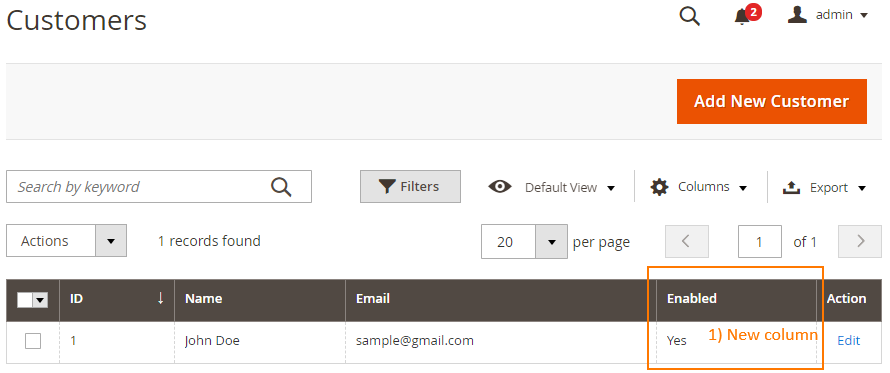 Customers
2
admin
Add New Customer
Search by keyword
Filters
Default View
Columns
Export
Actions
1 records found
20
per page
1
of 1
ID ↓ Name Email Enabled Action
1 John Doe sample@gmail.com Yes 1) New column Edit